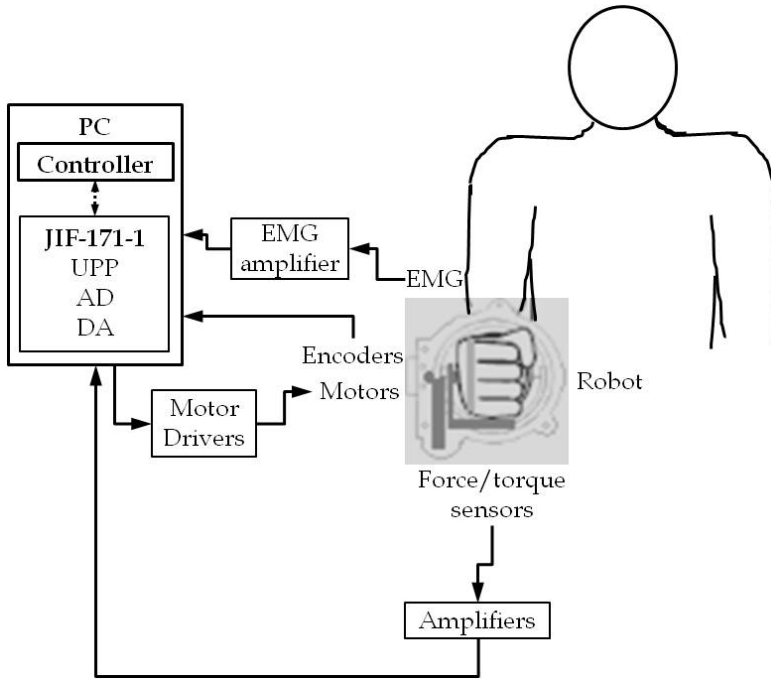 PC
Controller
JIF-171-1
UPP
AD
DA
EMG
amplifier
EMG
Encoders
Motors
Motor
Drivers
Robot
Force/torque
sensors
Amplifiers